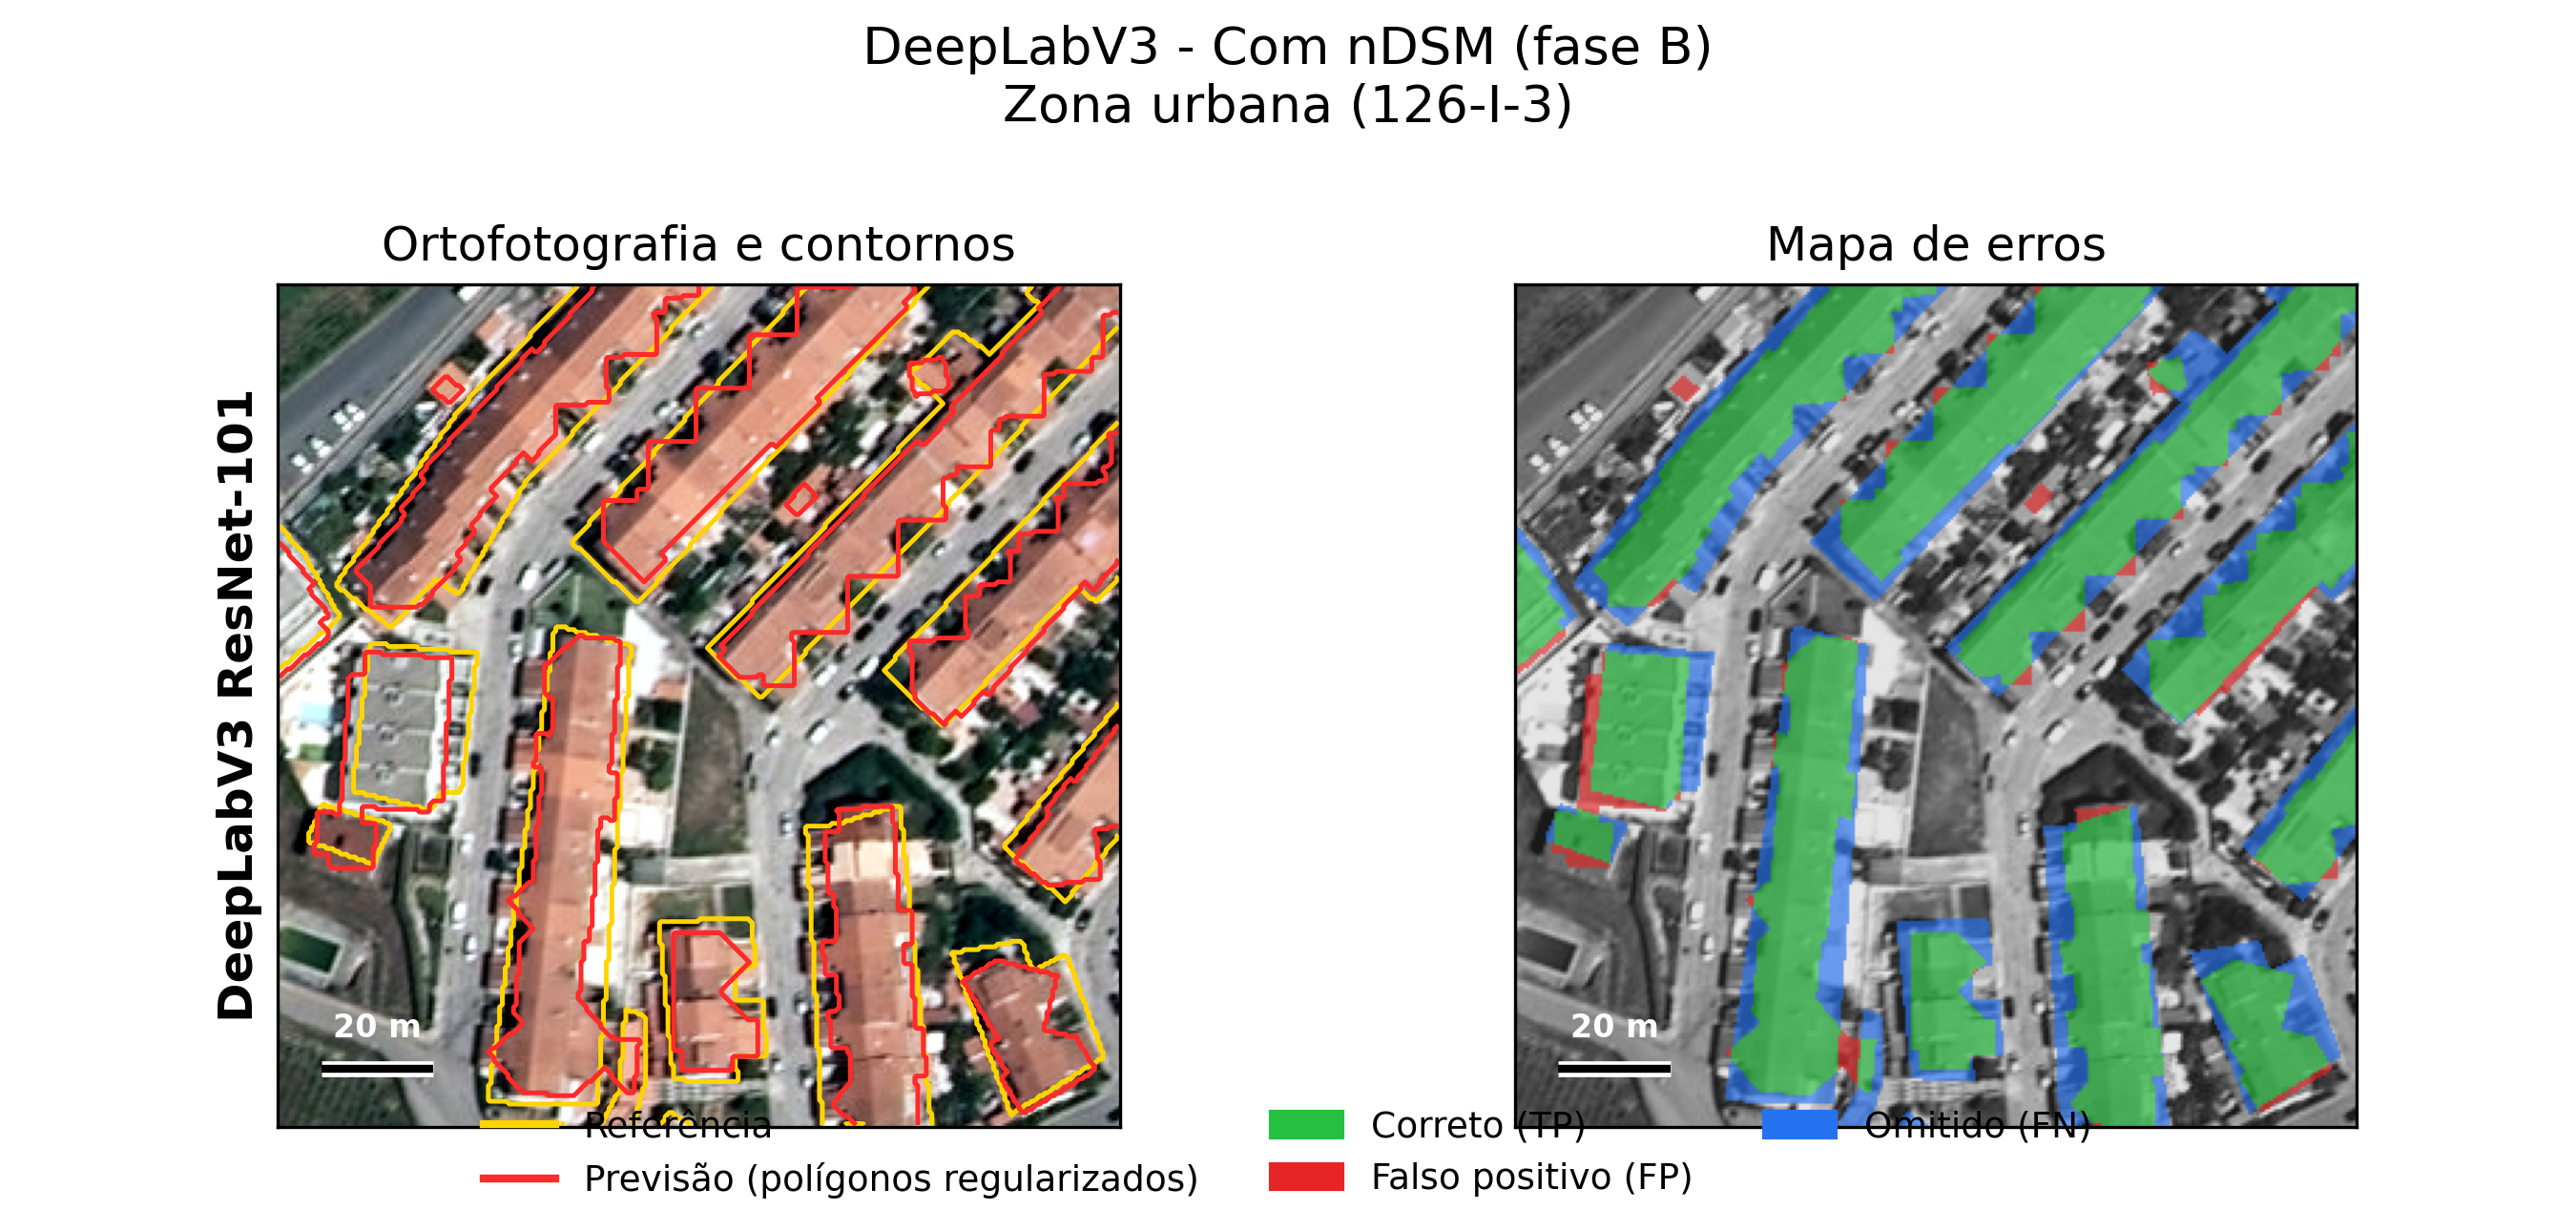 DeepLabV3 - Com nDSM (fase B)
Zona urbana (126-I-3)
Ortofotografia e contornos
Mapa de erros
DeepLabV3 ResNet-101
20 m
20 m
Referência
Previsão (polígonos regularizados)
Correto (TP)
Falso positivo (FP)
Omitido (FN)